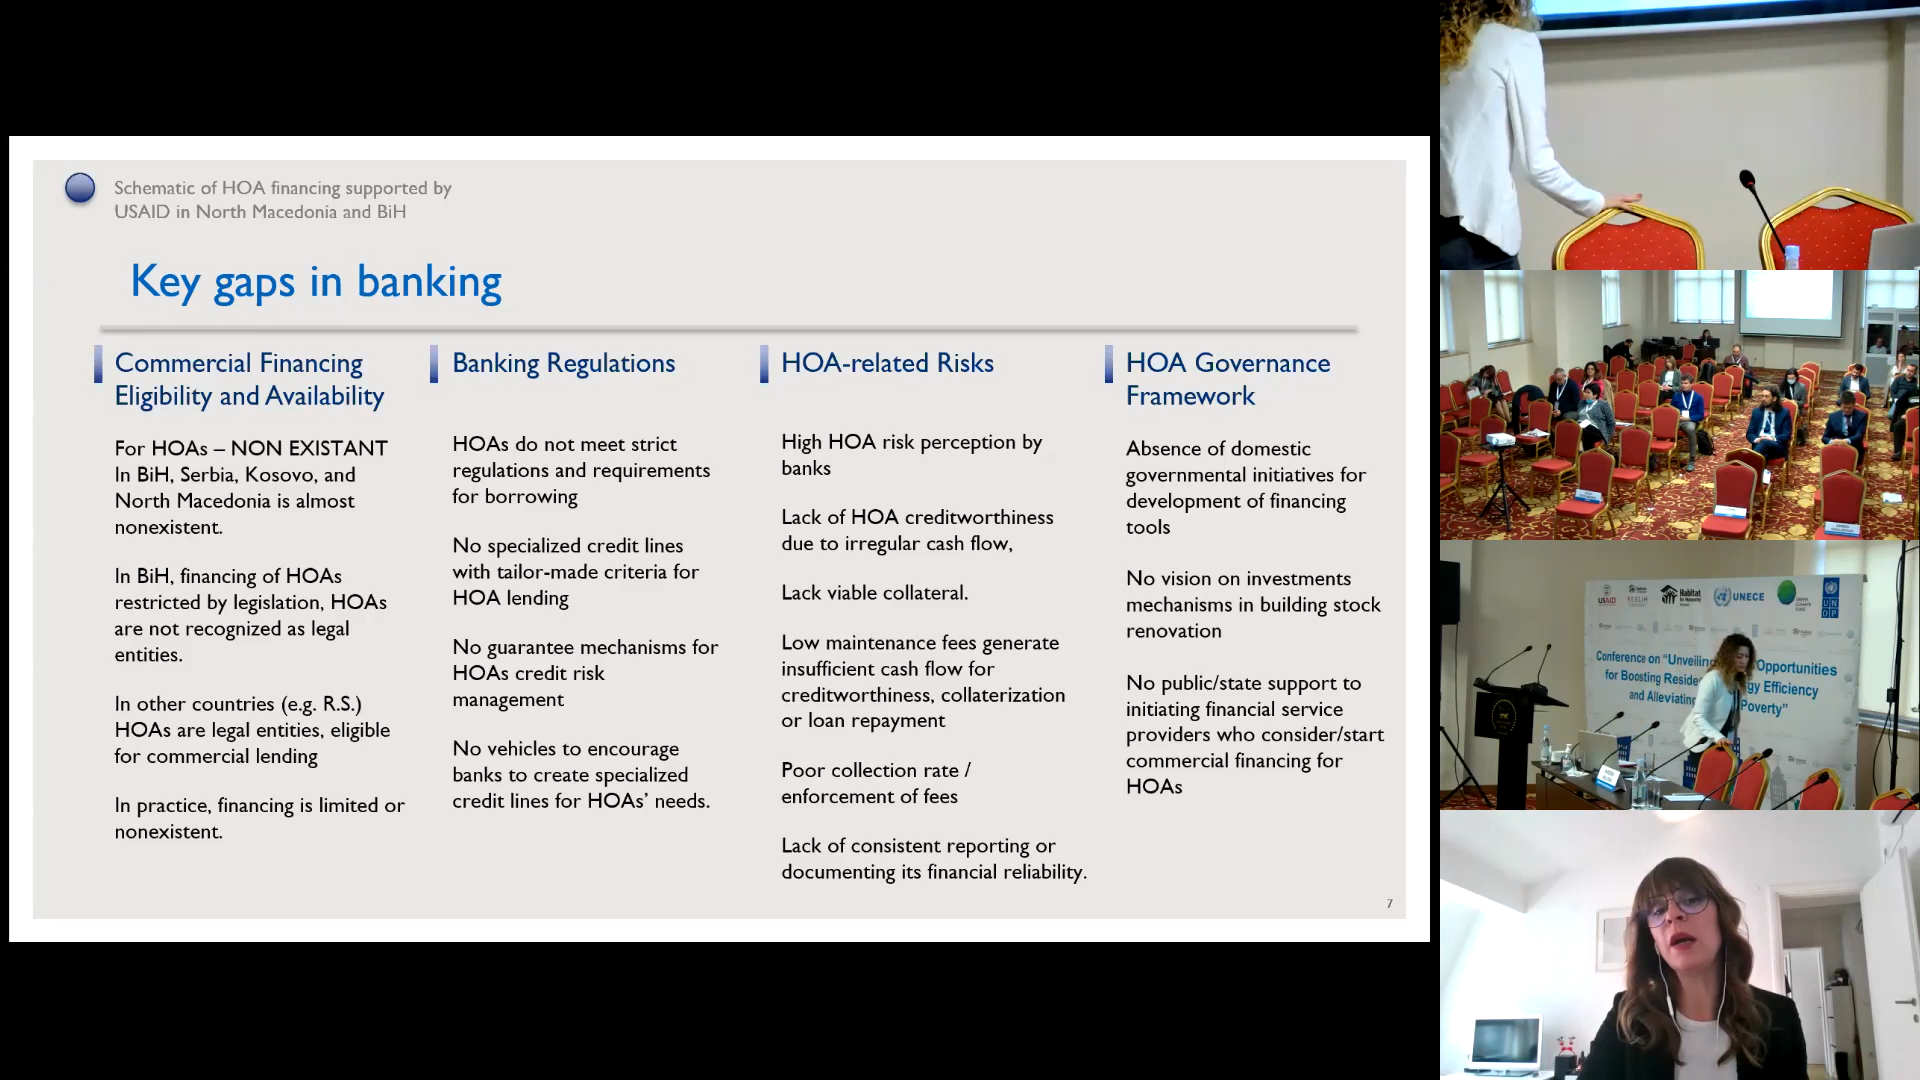 Schematic of HOA financing supported by
USAID in North Macedonia and BiH
Key gaps in banking
Commercial Financing
Eligibility and Availability
For HOAs – NON EXISTANT
In BiH, Serbia, Kosovo, and
North Macedonia is almost
nonexistent.
In BiH, financing of HOAs
restricted by legislation, HOAs
are not recognized as legal
entities.
In other countries (e.g. R.S.)
HOAs are legal entities, eligible
for commercial lending
In practice, financing is limited or
nonexistent.
Banking Regulations
HOAs do not meet strict
regulations and requirements
for borrowing
No specialized credit lines
with tailor-made criteria for
HOA lending
No guarantee mechanisms for
HOAs credit risk
management
No vehicles to encourage
banks to create specialized
credit lines for HOAs’ needs.
HOA-related Risks
High HOA risk perception by
banks
Lack of HOA creditworthiness
due to irregular cash flow,
Lack viable collateral.
Low maintenance fees generate
insufficient cash flow for
creditworthiness, collaterization
or loan repayment
Poor collection rate /
enforcement of fees
Lack of consistent reporting or
documenting its financial reliability.
HOA Governance
Framework
Absence of domestic
governmental initiatives for
development of financing
tools
No vision on investments
mechanisms in building stock
renovation
No public/state support to
initiating financial service
providers who consider/start
commercial financing for
HOAs
7
USAID
Habitat
UNECE
UN
DP
Conference on “Unveiling Opportunities
for Boosting Energy Efficiency
and Alleviating Poverty”